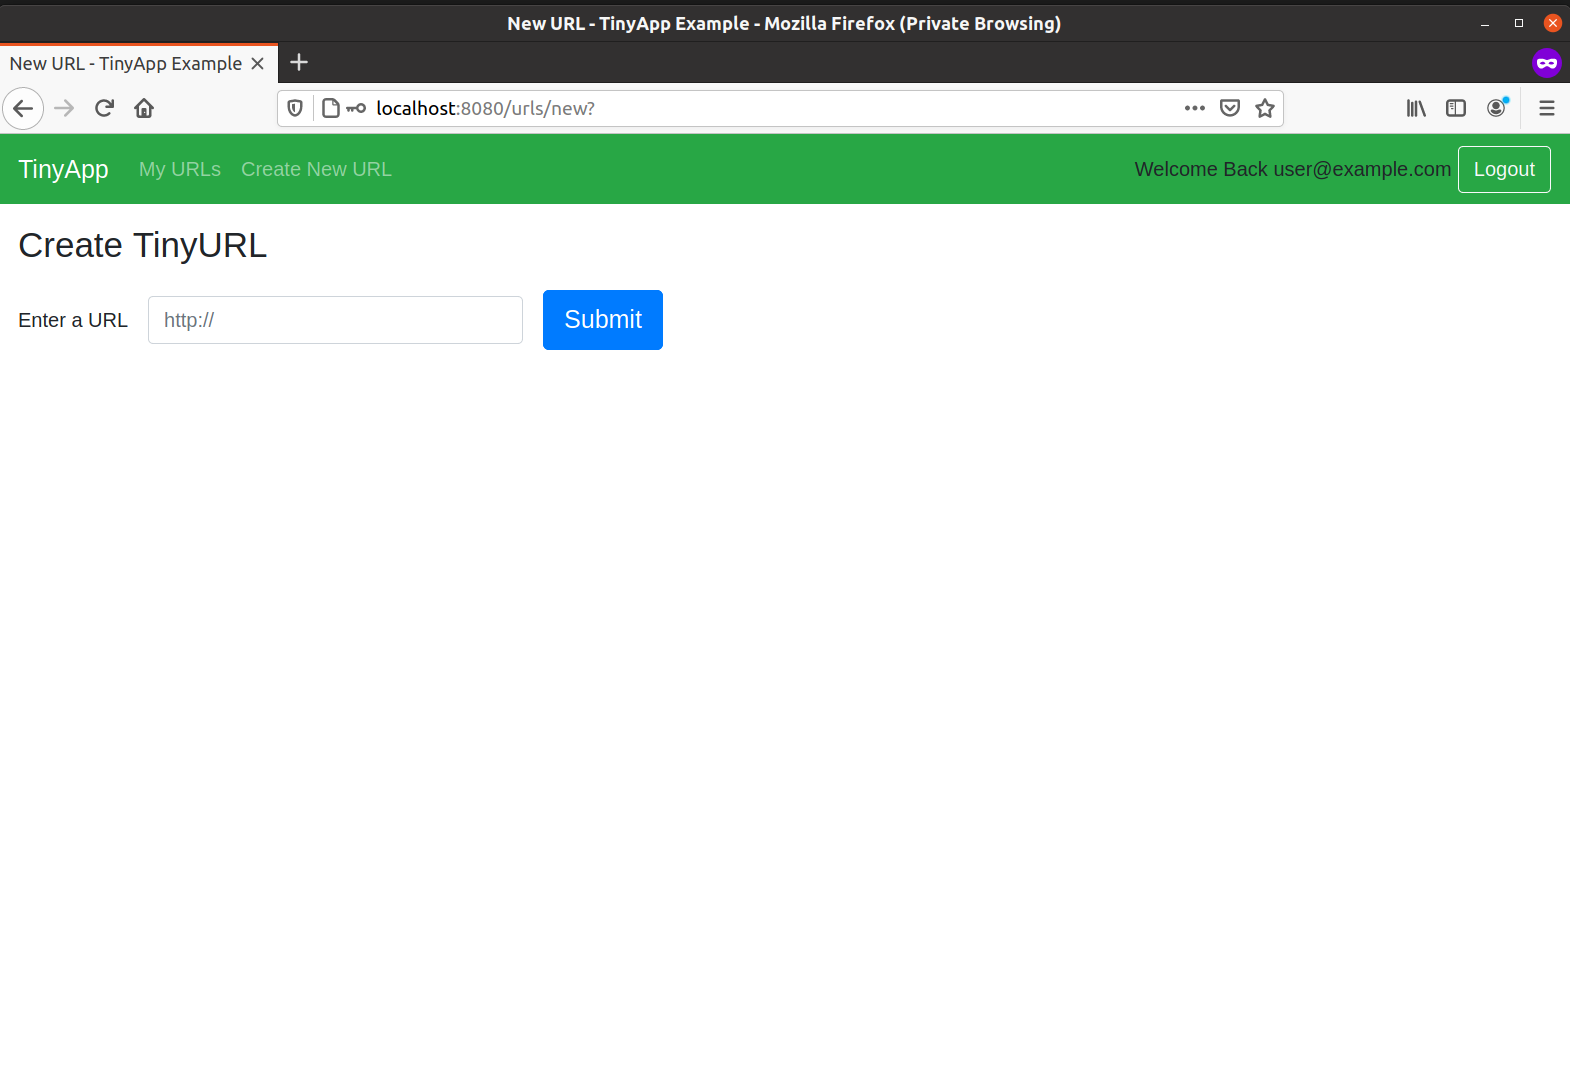 New URL - TinyApp Example - Mozilla Firefox (Private Browsing)
New URL - TinyApp Example
localhost:8080/urls/new?
TinyApp My URLs Create New URL Welcome Back user@example.com Logout
Create TinyURL
Enter a URL http:// Submit